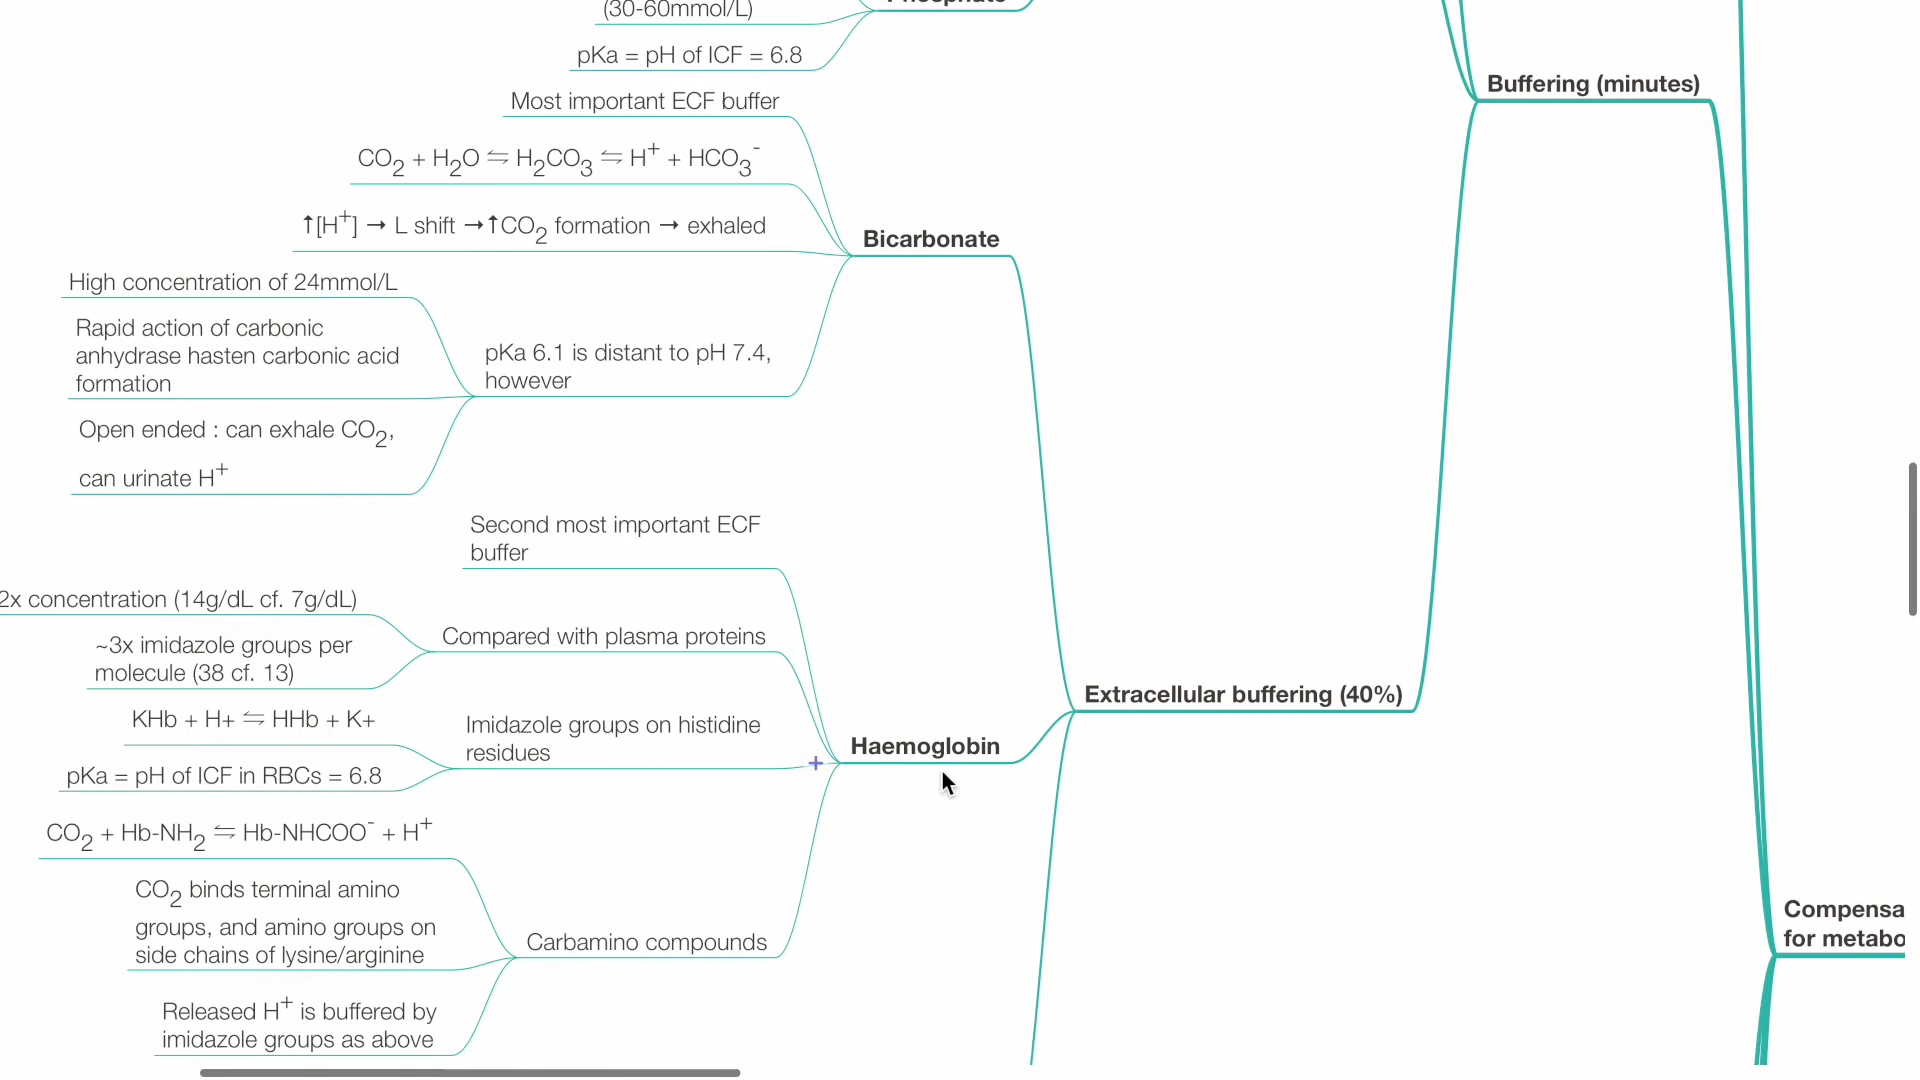 (30-60mmol/L)
pKa = pH of ICF = 6.8
Buffering (minutes)
Most important ECF buffer
CO₂ + H₂O ⇋ H₂CO₃ ⇋ H⁺ + HCO₃⁻
↑[H⁺] → L shift →↑CO₂ formation → exhaled
Bicarbonate
High concentration of 24mmol/L
Rapid action of carbonic
anhydrase hasten carbonic acid
formation
Open ended : can exhale CO₂,
can urinate H⁺
pKa 6.1 is distant to pH 7.4,
however
Second most important ECF
buffer
2x concentration (14g/dL cf. 7g/dL)
~3x imidazole groups per
molecule (38 cf. 13)
Compared with plasma proteins
Extracellular buffering (40%)
KHb + H+ ⇋ HHb + K+
pKa = pH of ICF in RBCs = 6.8
Imidazole groups on histidine
residues
Haemoglobin
CO₂ + Hb-NH₂ ⇋ Hb-NHCOO⁻ + H⁺
CO₂ binds terminal amino
groups, and amino groups on
side chains of lysine/arginine
Released H⁺ is buffered by
imidazole groups as above
Carbamino compounds
Compensa
for metabo